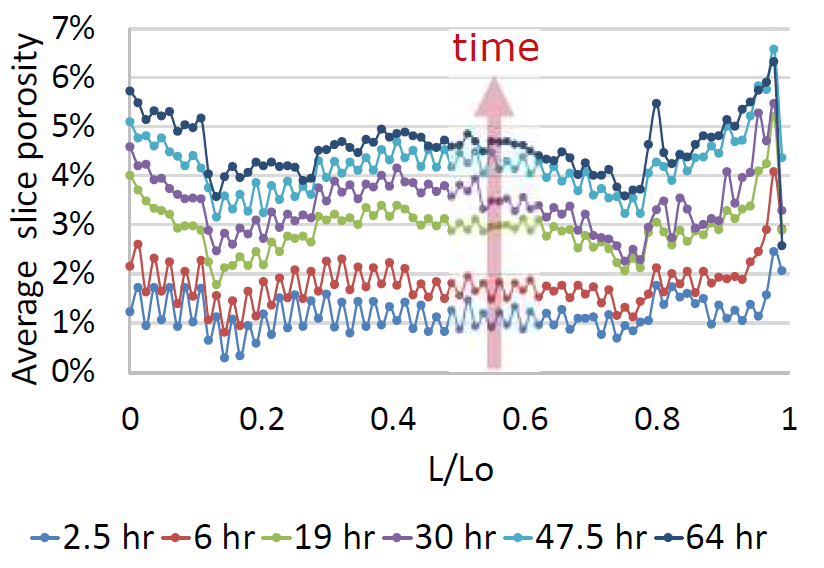 7%
time
6%
5%
4%
3%
2%
1%
0%
Average slice porosity
0 0.2 0.4 0.6 0.8 1
L/Lo
2.5 hr 6 hr 19 hr 30 hr 47.5 hr 64 hr